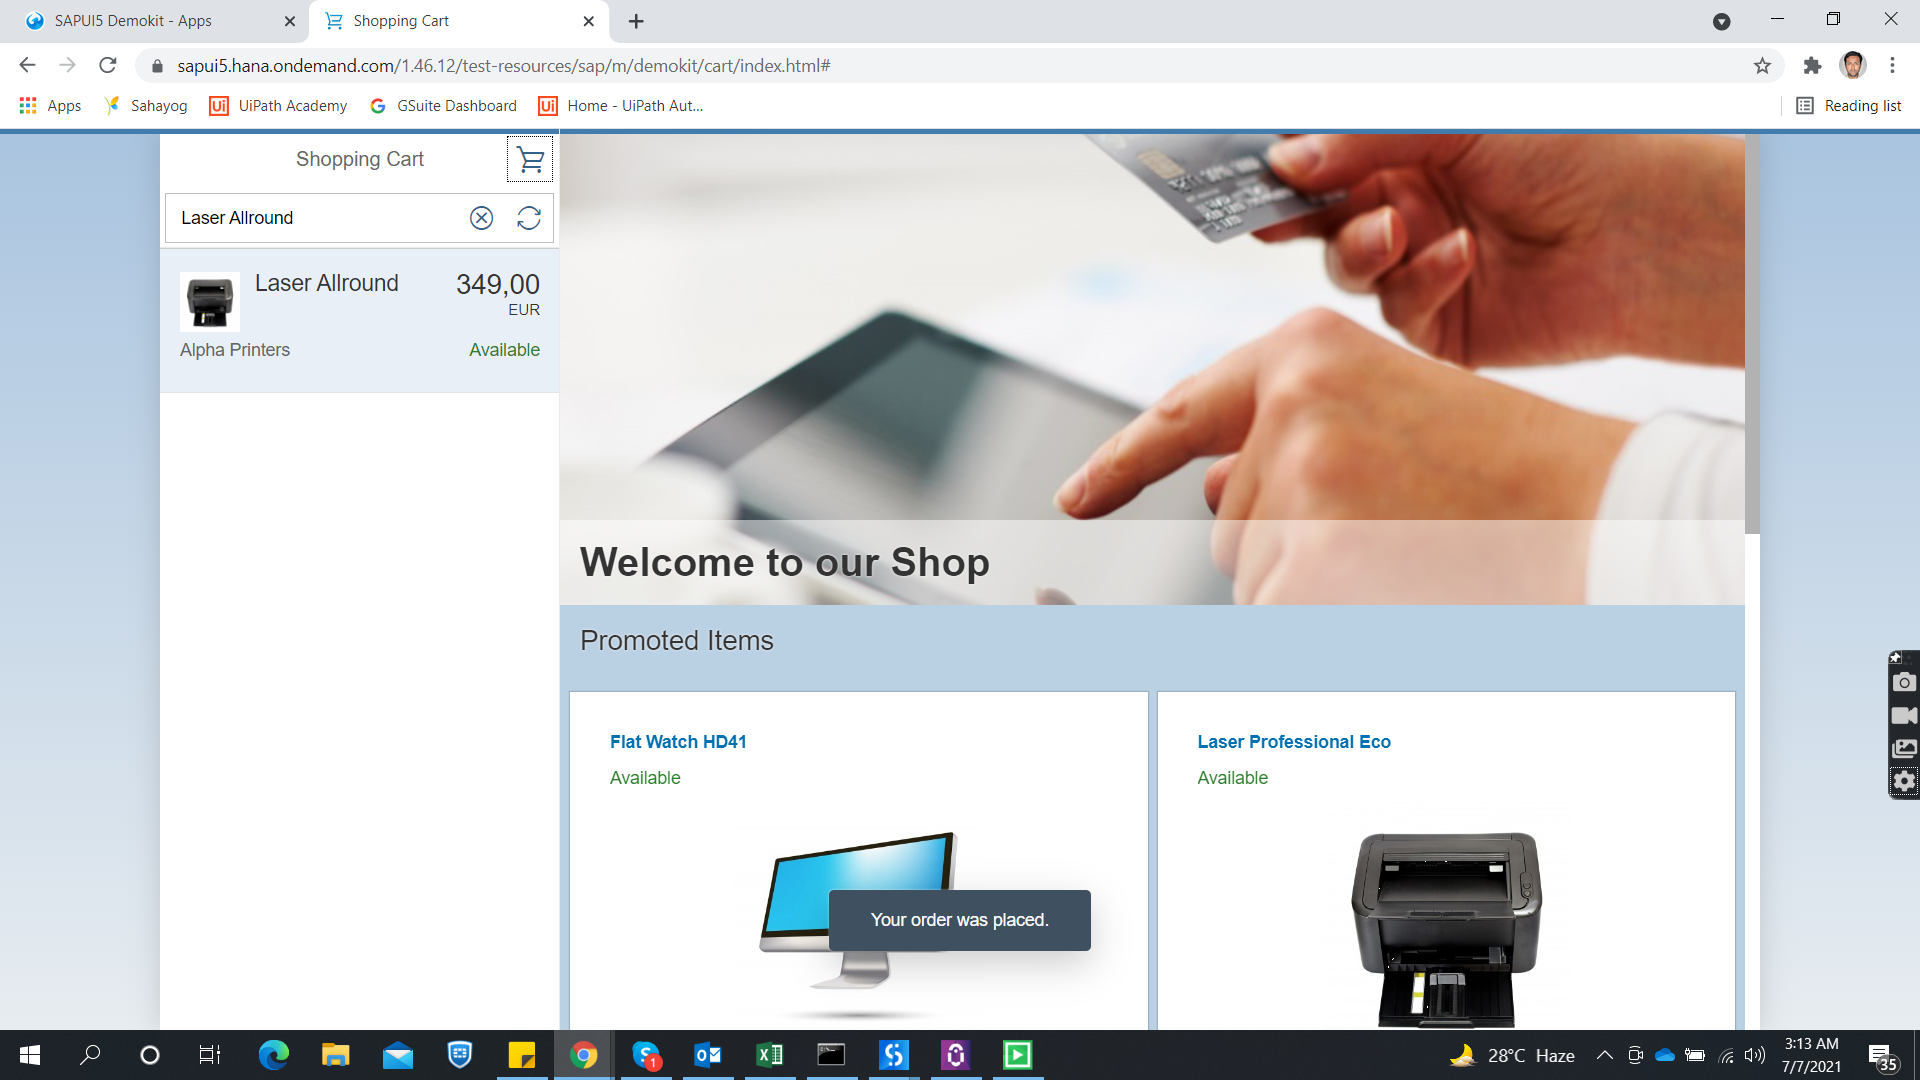 SAPUI5 Demokit - Apps
Shopping Cart
sapui5.hana.ondemand.com/1.46.12/test-resources/sap/m/demokit/cart/index.html#
Apps
Sahayog
UiPath Academy
GSuite Dashboard
Home - UiPath Aut...
Reading list
Shopping Cart
Laser Allround
Laser Allround
349,00
EUR
Alpha Printers
Available
Welcome to our Shop
Promoted Items
Flat Watch HD41
Available
Laser Professional Eco
Available
Your order was placed.
28°C Haze
3:13 AM
7/7/2021
35
1